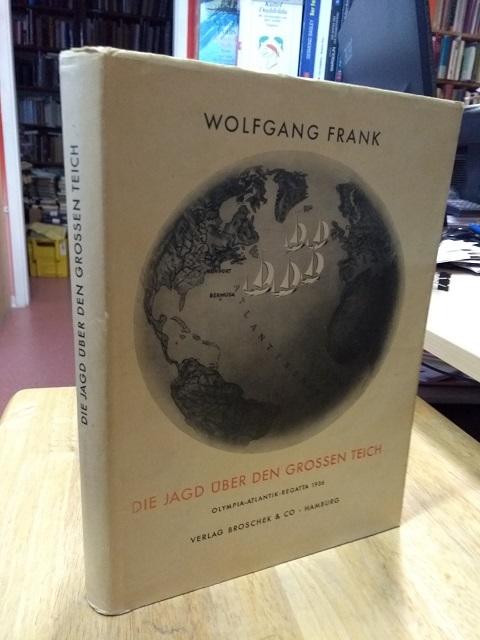 WOLFGANG FRANK
NEWPORT
BERMUDA
ATLANTIK
DIE JAGD ÜBER DEN GROSSEN TEICH
OLYMPIA-ATLANTIK-REGATTA 1936
VERLAG BROSCHEK & CO · HAMBURG
DIE JAGD ÜBER DEN GROSSEN TEICH